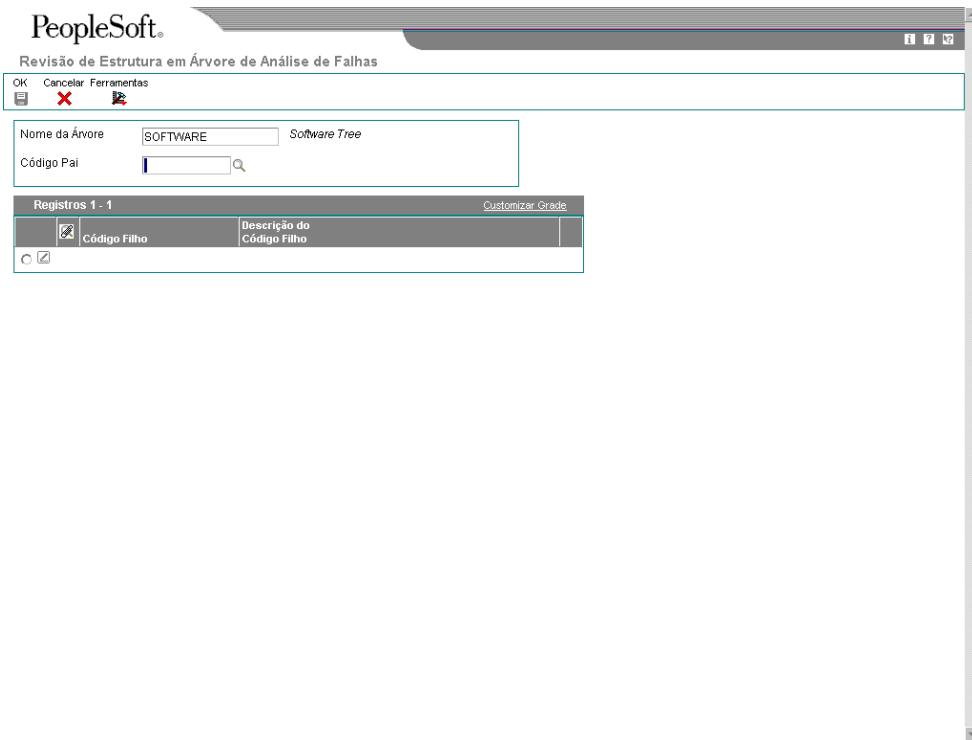 PeopleSoft®
Revisão de Estrutura em Árvore de Análise de Falhas
OK Cancelar Ferramentas
Nome da Árvore SOFTWARE Software Tree
Código Pai
Registros 1 - 1 Customizar Grade
Código Filho
Descrição do
Código Filho